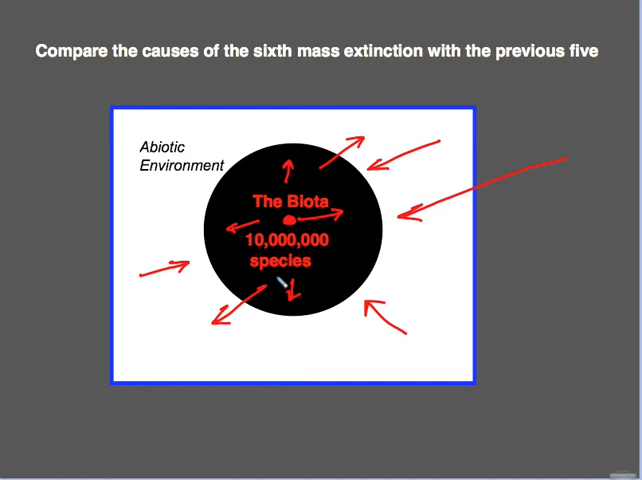 Compare the causes of the sixth mass extinction with the previous five
Abiotic
Environment
The Biota
10,000,000
species